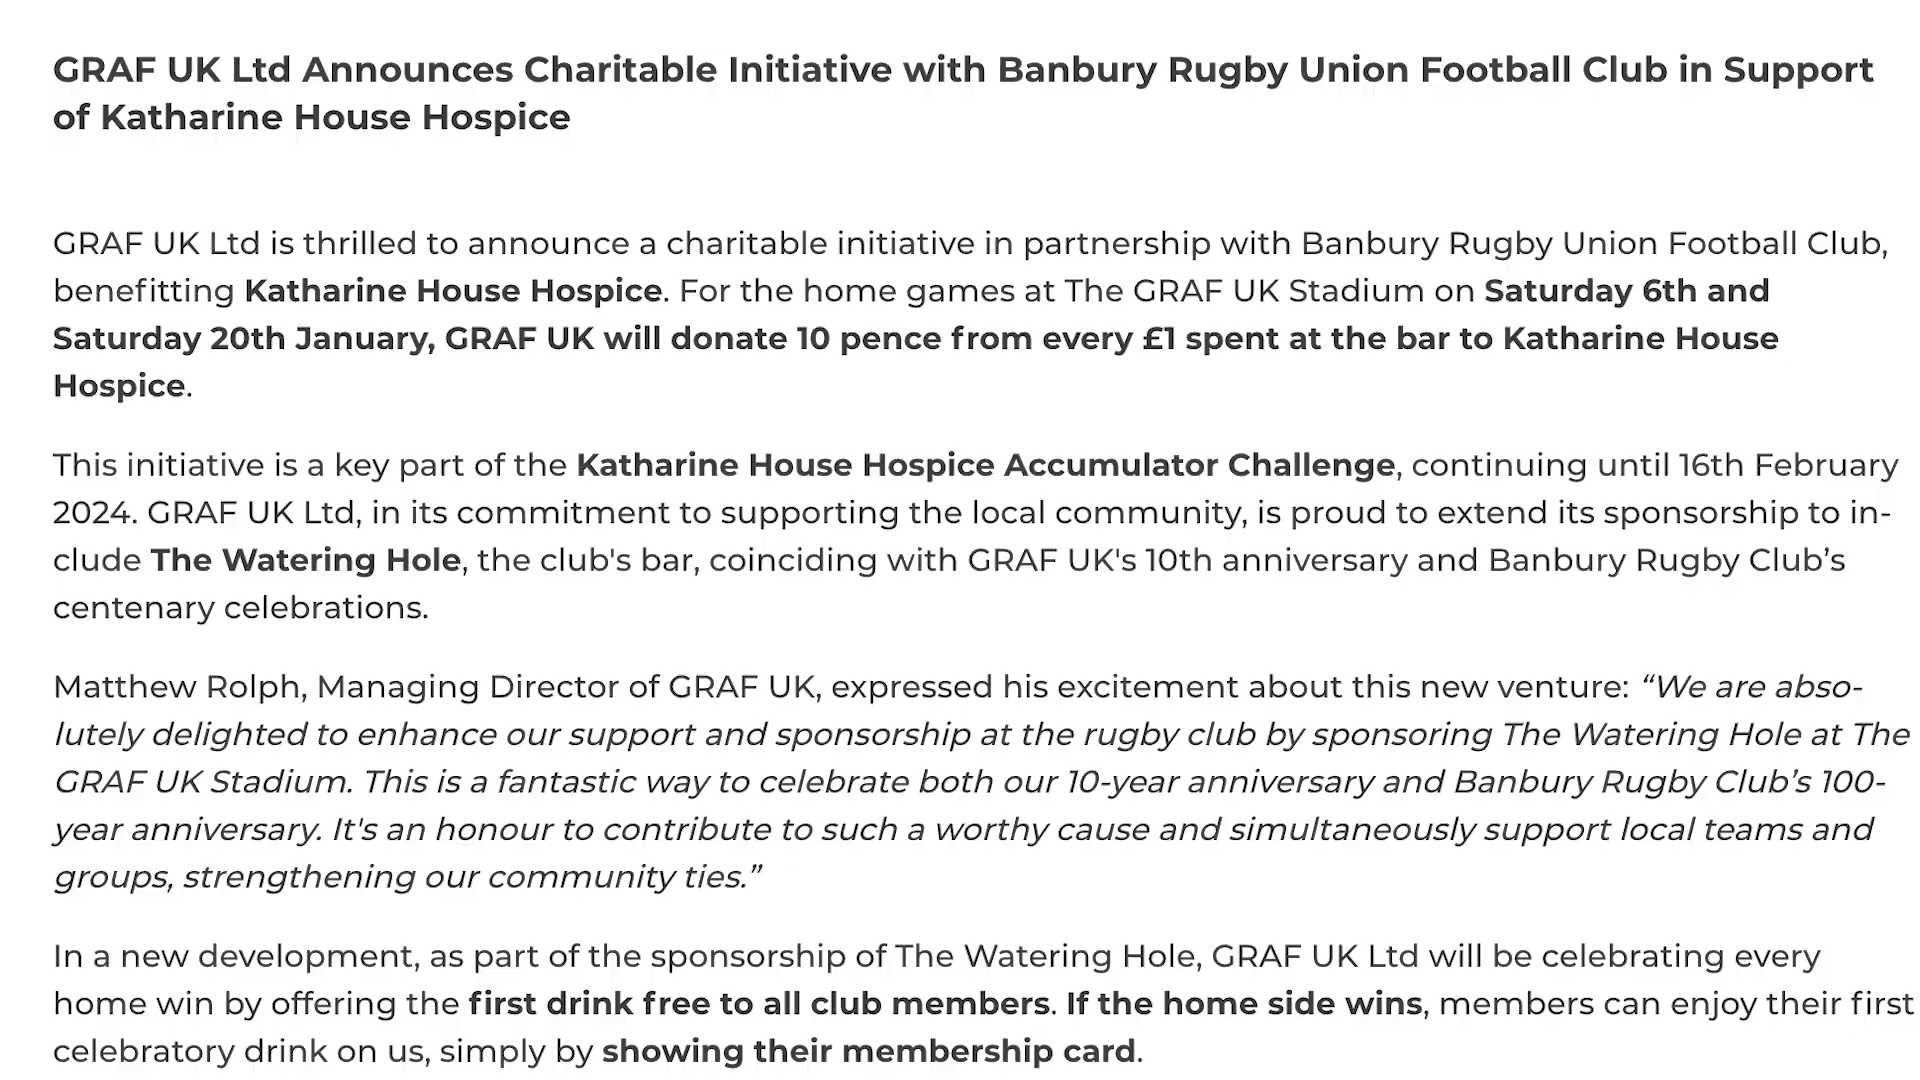 GRAF UK Ltd Announces Charitable Initiative with Banbury Rugby Union Football Club in Support
of Katharine House Hospice
GRAF UK Ltd is thrilled to announce a charitable initiative in partnership with Banbury Rugby Union Football Club,
benefitting Katharine House Hospice. For the home games at The GRAF UK Stadium on Saturday 6th and
Saturday 20th January, GRAF UK will donate 10 pence from every £1 spent at the bar to Katharine House
Hospice.
This initiative is a key part of the Katharine House Hospice Accumulator Challenge, continuing until 16th February
2024. GRAF UK Ltd, in its commitment to supporting the local community, is proud to extend its sponsorship to in-
clude The Watering Hole, the club's bar, coinciding with GRAF UK's 10th anniversary and Banbury Rugby Club’s
centenary celebrations.
Matthew Rolph, Managing Director of GRAF UK, expressed his excitement about this new venture: “We are abso-
lutely delighted to enhance our support and sponsorship at the rugby club by sponsoring The Watering Hole at The
GRAF UK Stadium. This is a fantastic way to celebrate both our 10-year anniversary and Banbury Rugby Club’s 100-
year anniversary. It's an honour to contribute to such a worthy cause and simultaneously support local teams and
groups, strengthening our community ties.”
In a new development, as part of the sponsorship of The Watering Hole, GRAF UK Ltd will be celebrating every
home win by offering the first drink free to all club members. If the home side wins, members can enjoy their first
celebratory drink on us, simply by showing their membership card.